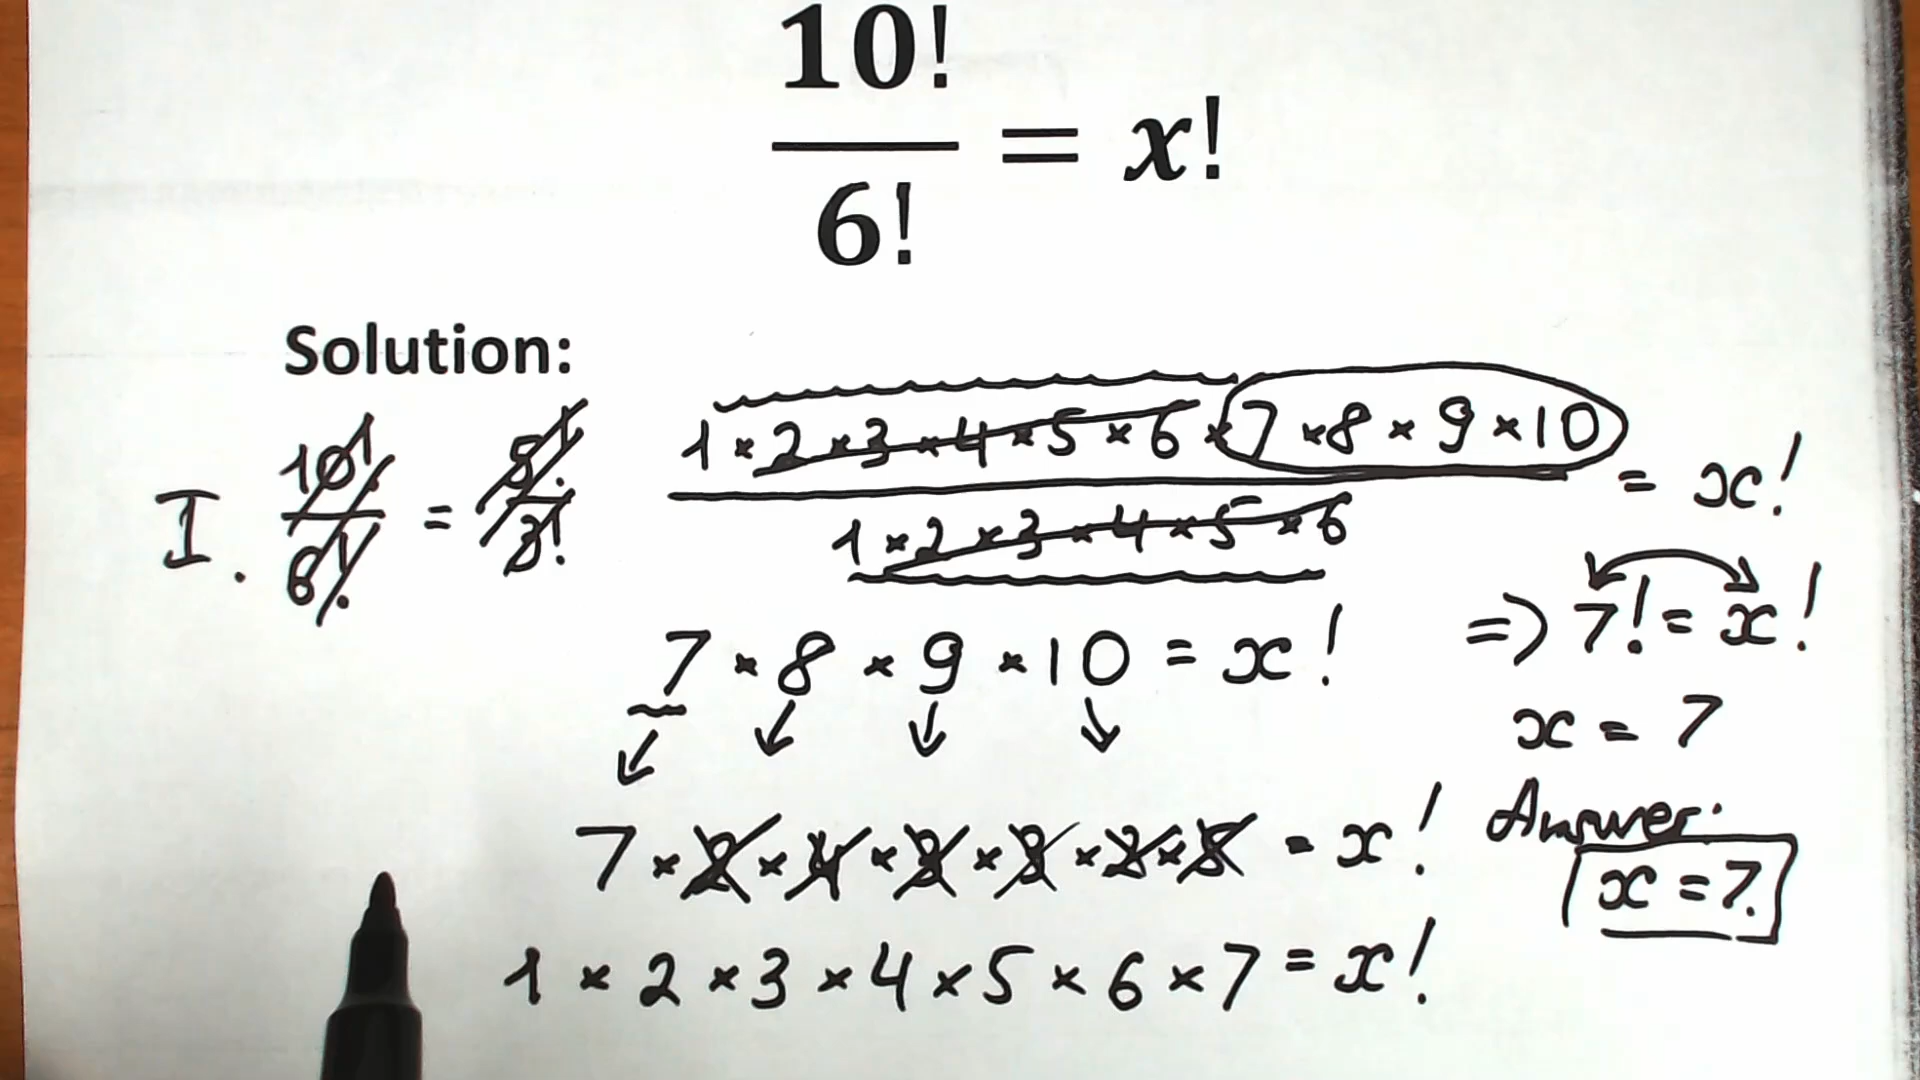 10!
6!
= x!
Solution:
I. 10!/6! = 5!/3!
1 × 2 × 3 × 4 × 5 × 6 × 7 × 8 × 9 × 10
1 × 2 × 3 × 4 × 5 × 6
= x!
7 × 8 × 9 × 10 = x!
7 × 2 × 4 × 3 × 3 × 2 × 5 = x!
1 × 2 × 3 × 4 × 5 × 6 × 7 = x!
=> 7! = x!
x = 7
Answer:
x = 7.